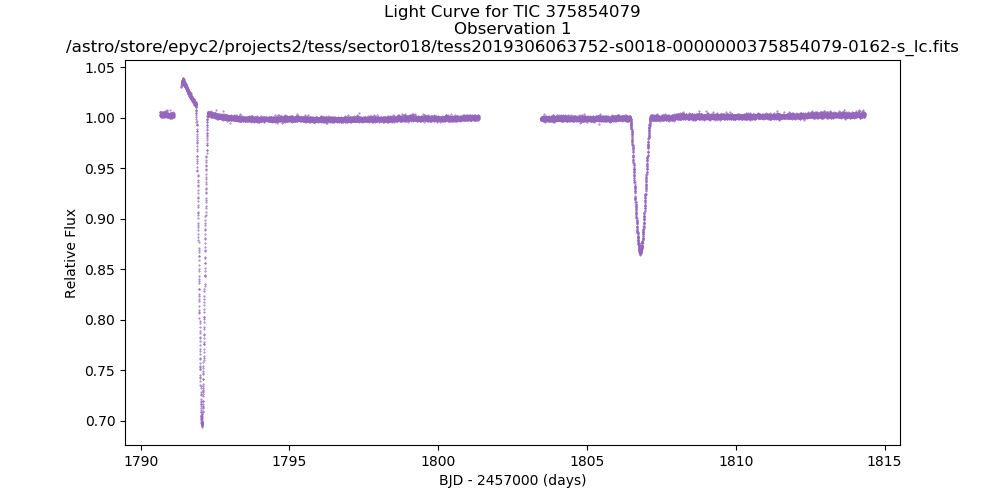 Light Curve for TIC 375854079
Observation 1
/astro/store/epyc2/projects2/tess/sector018/tess2019306063752-s0018-0000000375854079-0162-s_lc.fits
1.05
1.00
0.95
0.90
0.85
0.80
0.75
0.70
Relative Flux
1790
1795
1800
1805
1810
1815
BJD - 2457000 (days)